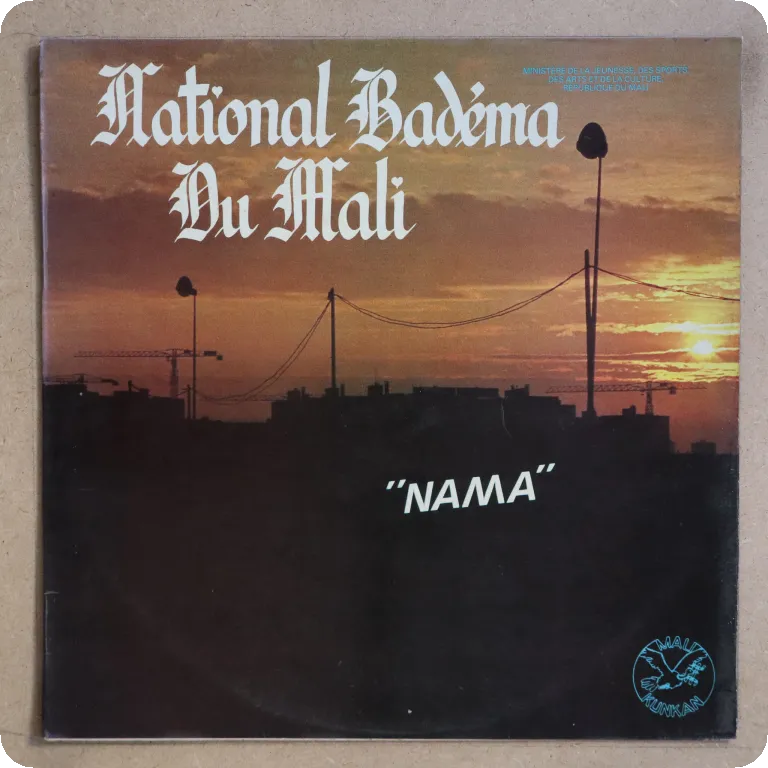 National Badéma
Du Mali
MINISTERE DE LA JEUNESSE, DES SPORTS
DES ARTS ET DE LA CULTURE
REPUBLIQUE DU MALI
"NAMA"
MALI
KUNKAN